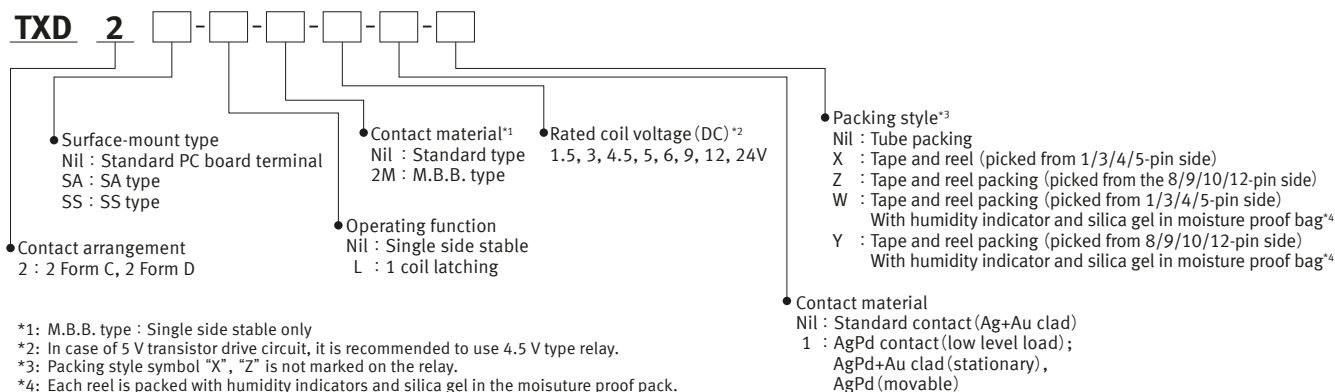 TXD 2 - - - - -
Surface-mount type
Nil : Standard PC board terminal
SA : SA type
SS : SS type
Contact arrangement
2 : 2 Form C, 2 Form D
Contact material*1
Nil : Standard type
2M : M.B.B. type
Operating function
Nil : Single side stable
L : 1 coil latching
Rated coil voltage (DC) *2
1.5, 3, 4.5, 5, 6, 9, 12, 24V
Packing style*3
Nil : Tube packing
X : Tape and reel (picked from 1/3/4/5-pin side)
Z : Tape and reel packing (picked from the 8/9/10/12-pin side)
W : Tape and reel packing (picked from 1/3/4/5-pin side)
With humidity indicator and silica gel in moisture proof bag*4
Y : Tape and reel packing (picked from 8/9/10/12-pin side)
With humidity indicator and silica gel in moisture proof bag*4
Contact material
Nil : Standard contact (Ag+Au clad)
1 : AgPd contact (low level load);
AgPd+Au clad (stationary),
AgPd (movable)
*1: M.B.B. type : Single side stable only
*2: In case of 5 V transistor drive circuit, it is recommended to use 4.5 V type relay.
*3: Packing style symbol "X", "Z" is not marked on the relay.
*4: Each reel is packed with humidity indicators and silica gel in the moisuture proof pack.